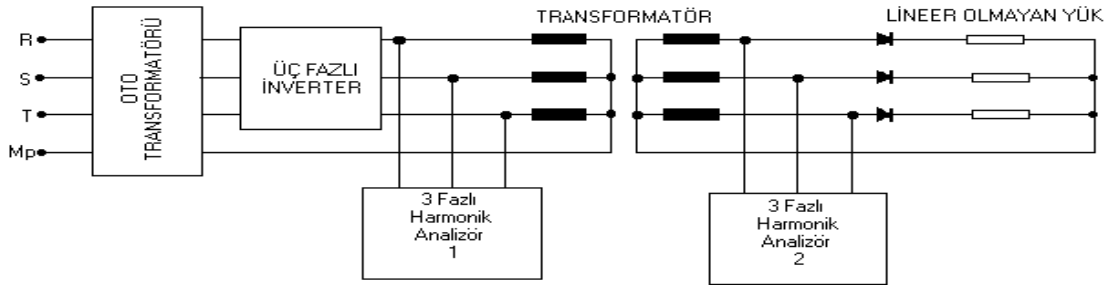 TRANSFORMATÖR
LİNEER OLMAYAN YÜK
R
S
T
Mp
OTO
TRANSFORMATÖRÜ
ÜÇ FAZLI
İNVERTER
3 Fazlı
Harmonik
Analizör
1
3 Fazlı
Harmonik
Analizör
2